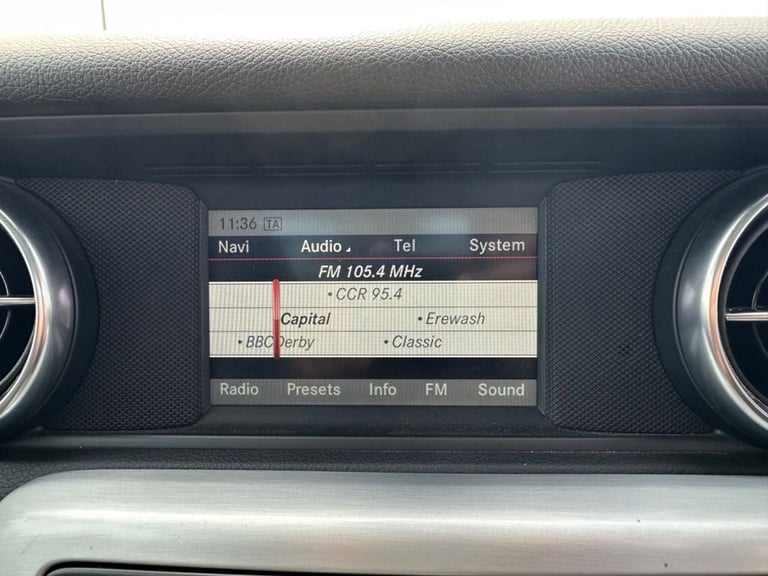 11:36 TA
Navi Audio Tel System
FM 105.4 MHz
• CCR 95.4
Capital • Erewash
• BBC Derby • Classic
Radio Presets Info FM Sound